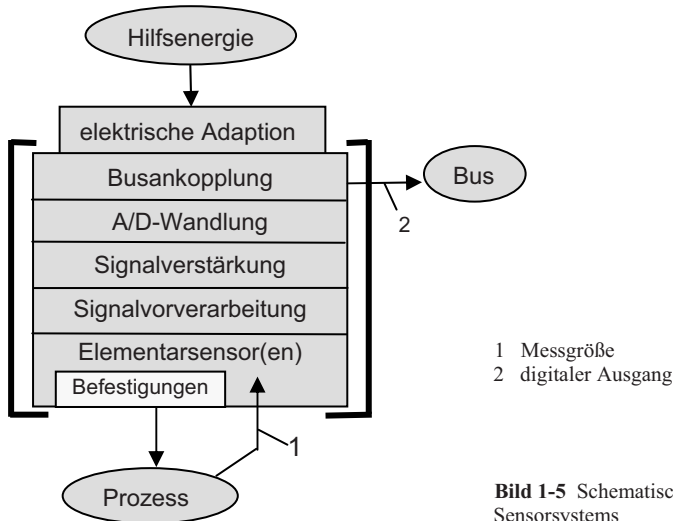 Hilfsenergie
elektrische Adaption
Busankopplung
Bus
A/D-Wandlung
2
Signalverstärkung
Signalvorverarbeitung
Elementarsensor(en)
Befestigungen
1
Prozess
1 Messgröße
2 digitaler Ausgang
Bild 1-5
Sensorsystems